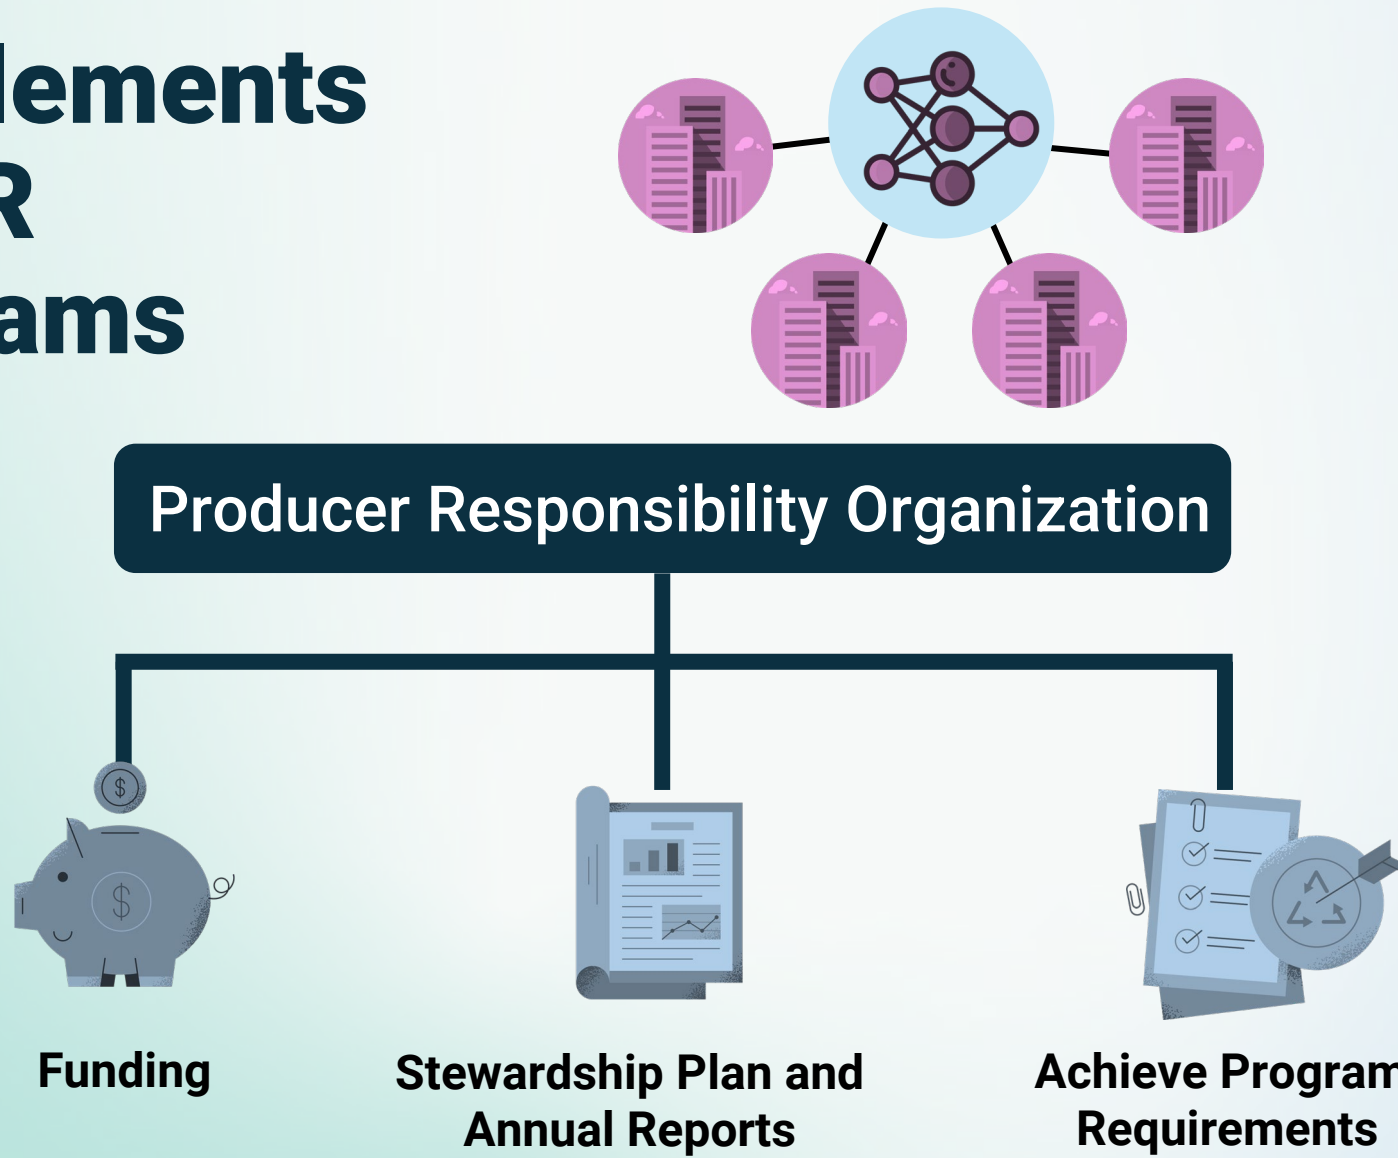 lements
R
ams
Producer Responsibility Organization
$
$
Funding
Stewardship Plan and
Annual Reports
Achieve Program
Requirements